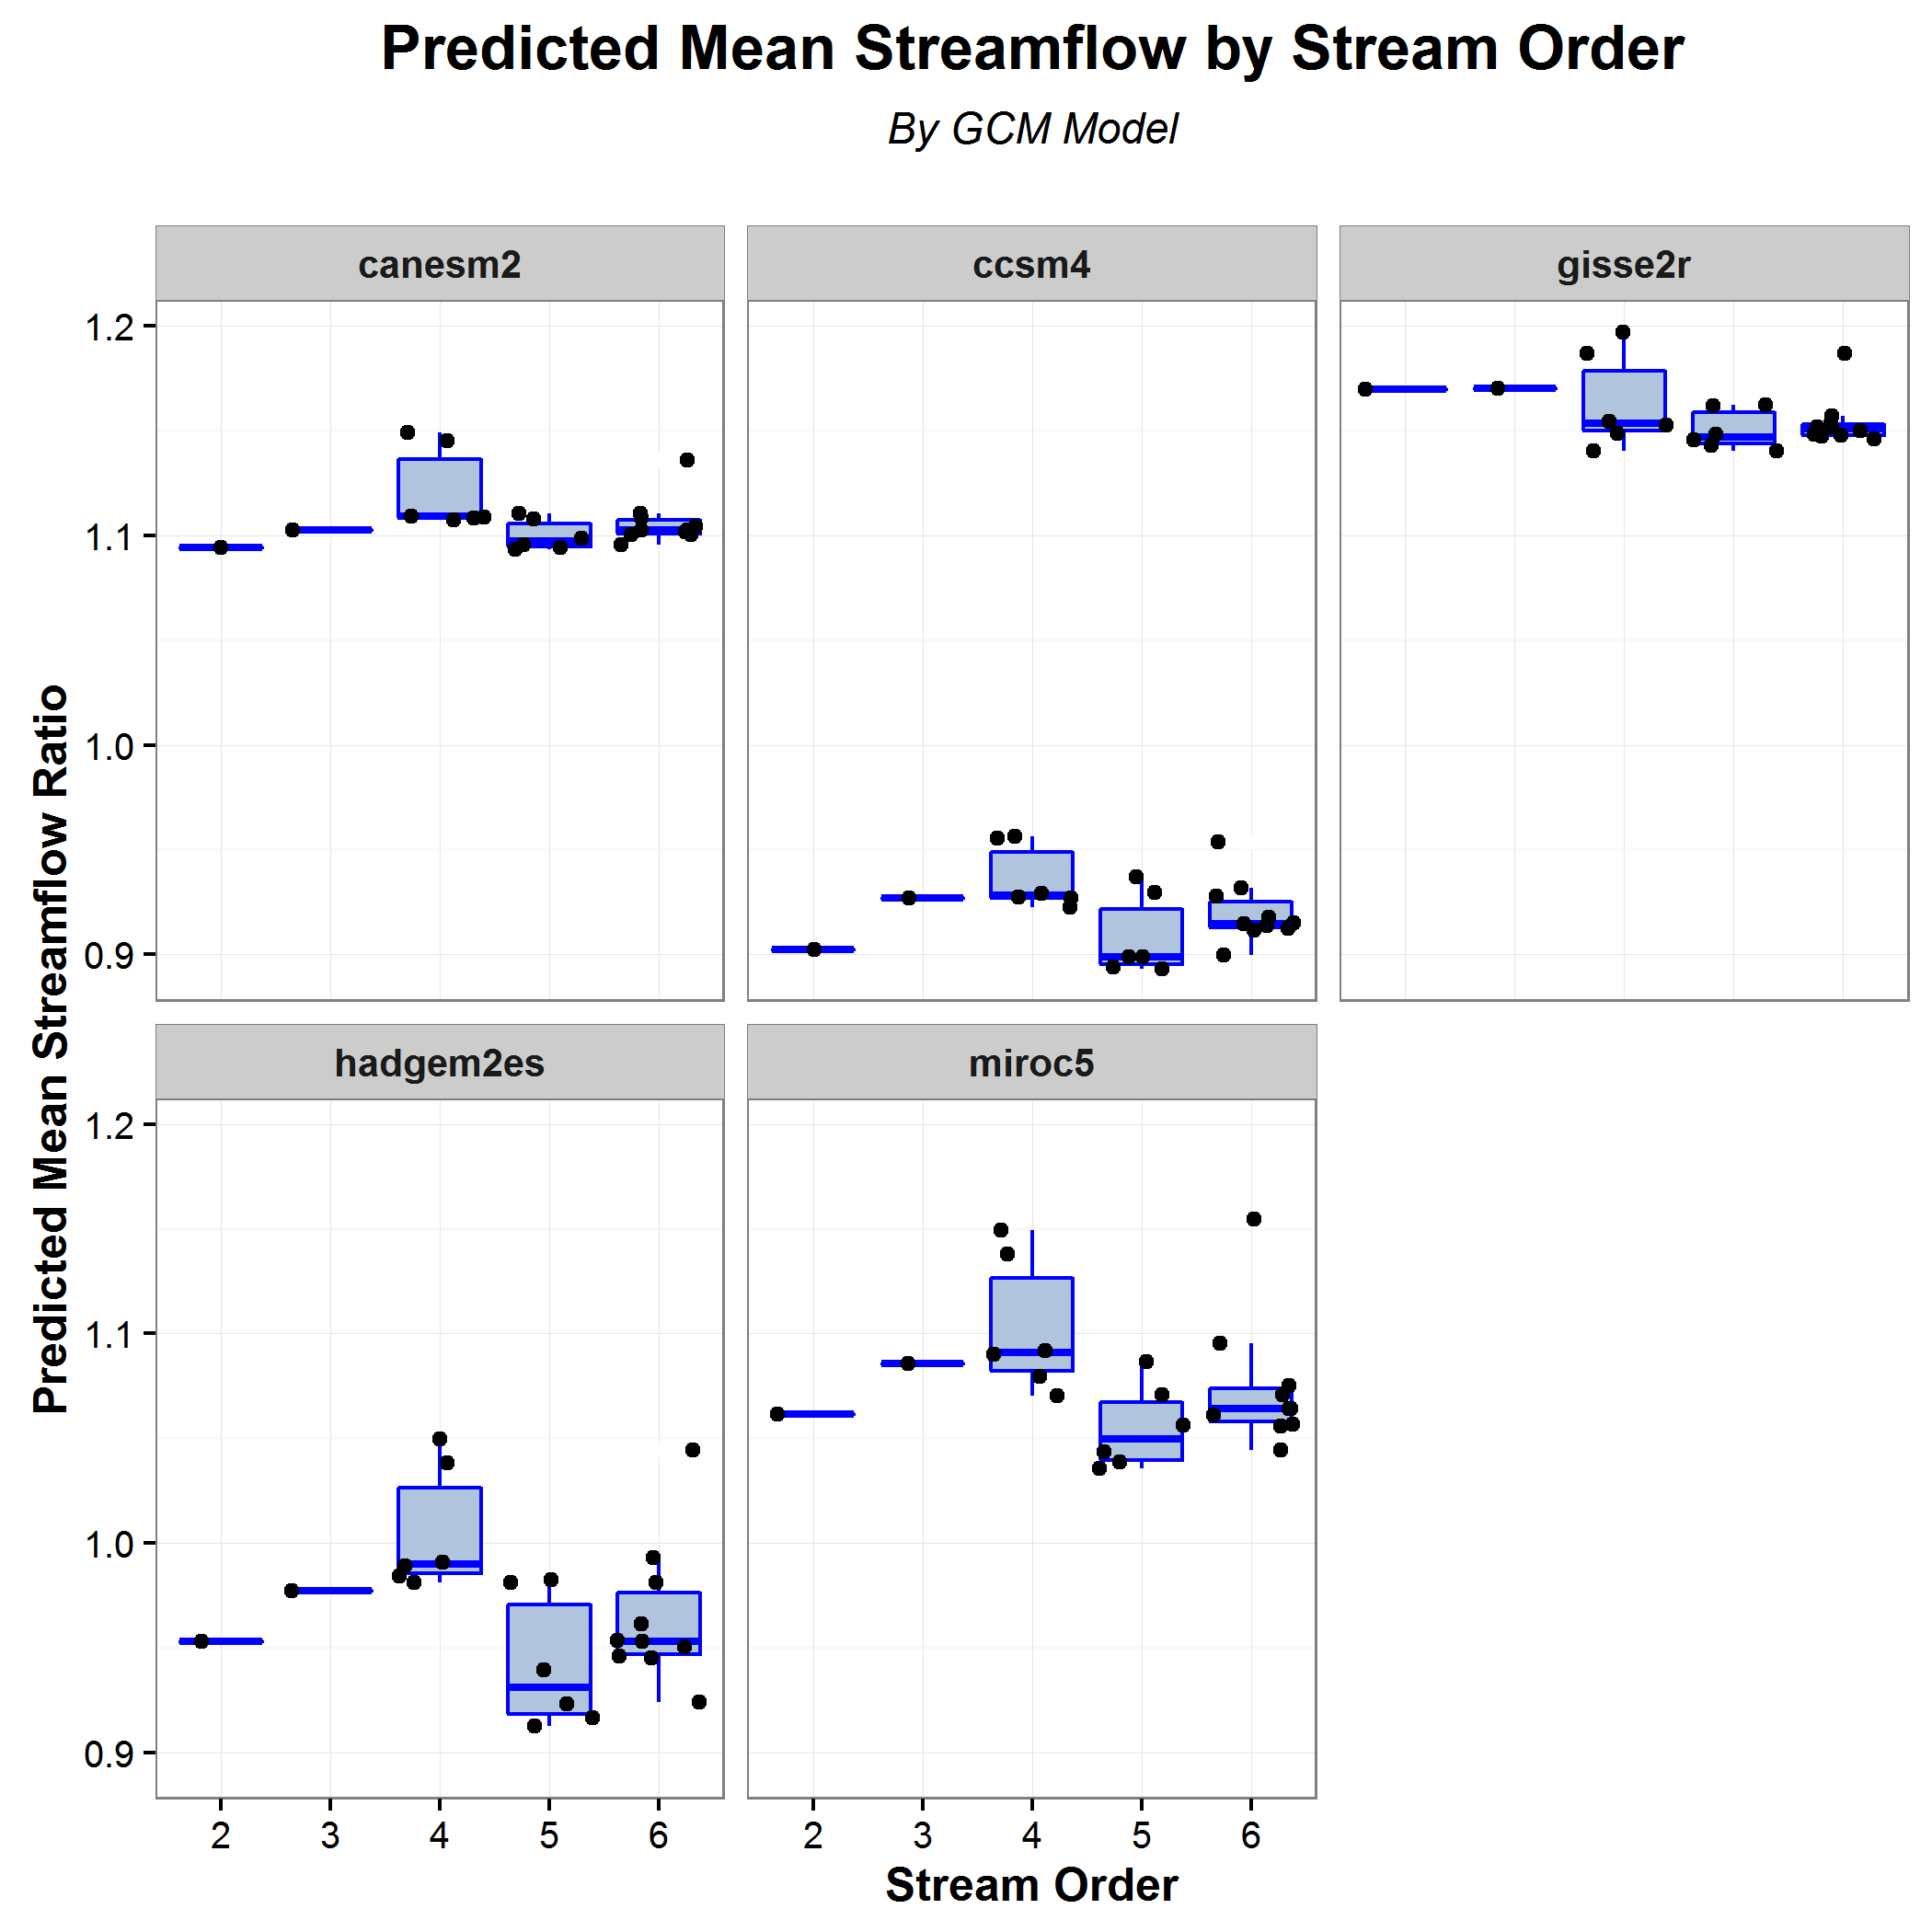 Predicted Mean Streamflow by Stream Order
By GCM Model
canesm2
ccsm4
gisse2r
1.2
1.1
1.0
0.9
Predicted Mean Streamflow Ratio
hadgem2es
miroc5
1.2
1.1
1.0
0.9
2 3 4 5 6
2 3 4 5 6
Stream Order